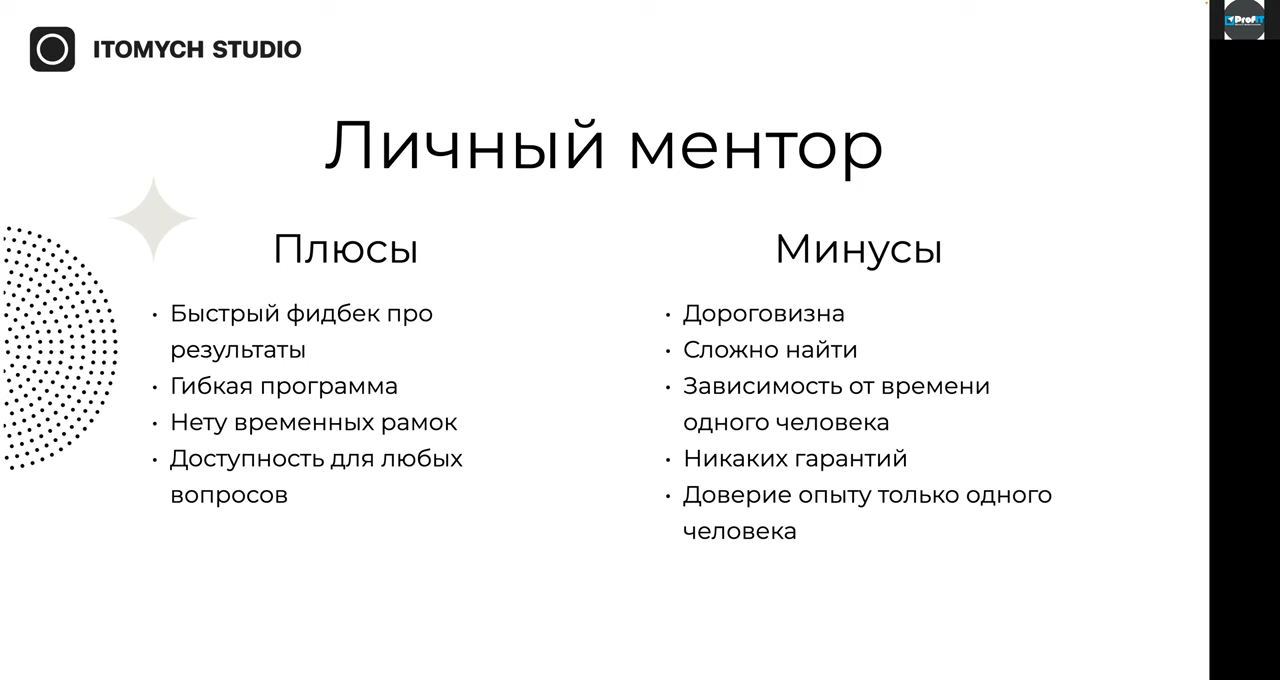 ITOMYCH STUDIO
ProfIT
Личный ментор
Плюсы
• Быстрый фидбек про
результаты
• Гибкая программа
• Нету временных рамок
• Доступность для любых
вопросов
Минусы
• Дороговизна
• Сложно найти
• Зависимость от времени
одного человека
• Никаких гарантий
• Доверие опыту только одного
человека